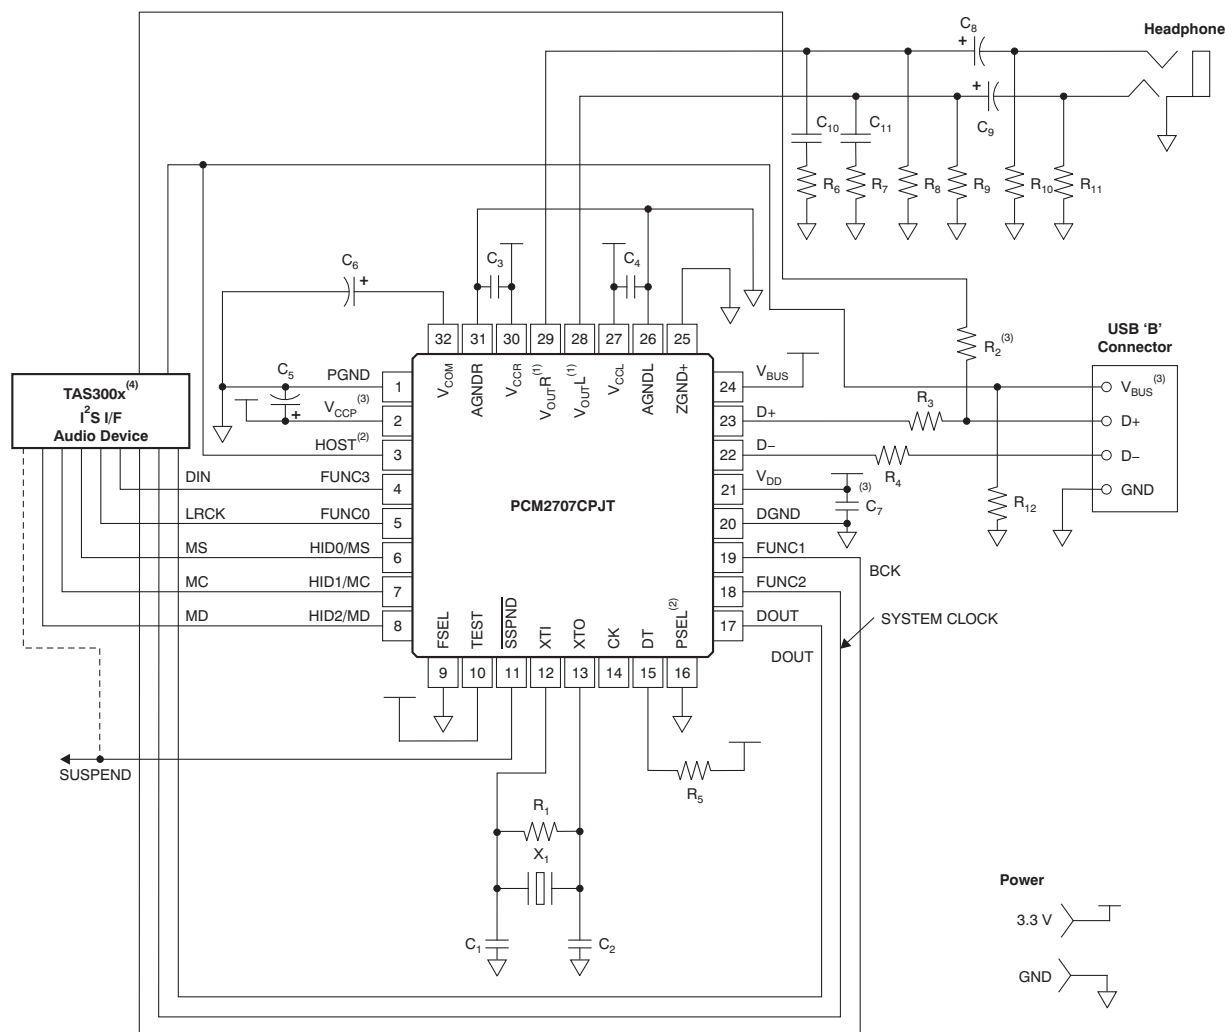 C8
Headphone
C9
C10
C11
R6
R7
R8
R9
R10
R11
C3
C4
C6
USB ‘B’
Connector
R2(3)
32
31
30
29
28
27
26
25
VCOM
AGNDR
VCCR
VOUTR(1)
VOUTL(1)
VCCL
AGNDL
ZGND+
TAS300x(4)
I2S I/F
Audio Device
C5
PGND
1
VCCP(3)
2
HOST(2)
3
DIN
FUNC3
4
LRCK
FUNC0
5
MS
HID0/MS
6
MC
HID1/MC
7
MD
HID2/MD
8
PCM2707CPJT
24
VBUS
23
D+
R3
22
D−
R4
21
VDD
(3)
C7
20
DGND
19
FUNC1
BCK
18
FUNC2
SYSTEM CLOCK
17
DOUT
DOUT
VBUS(3)
D+
D−
GND
R12
FSEL
TEST
SSPND
XTI
XTO
CK
DT
PSEL(2)
9
10
11
12
13
14
15
16
SUSPEND
R5
R1
X1
C1
C2
Power
3.3 V
GND